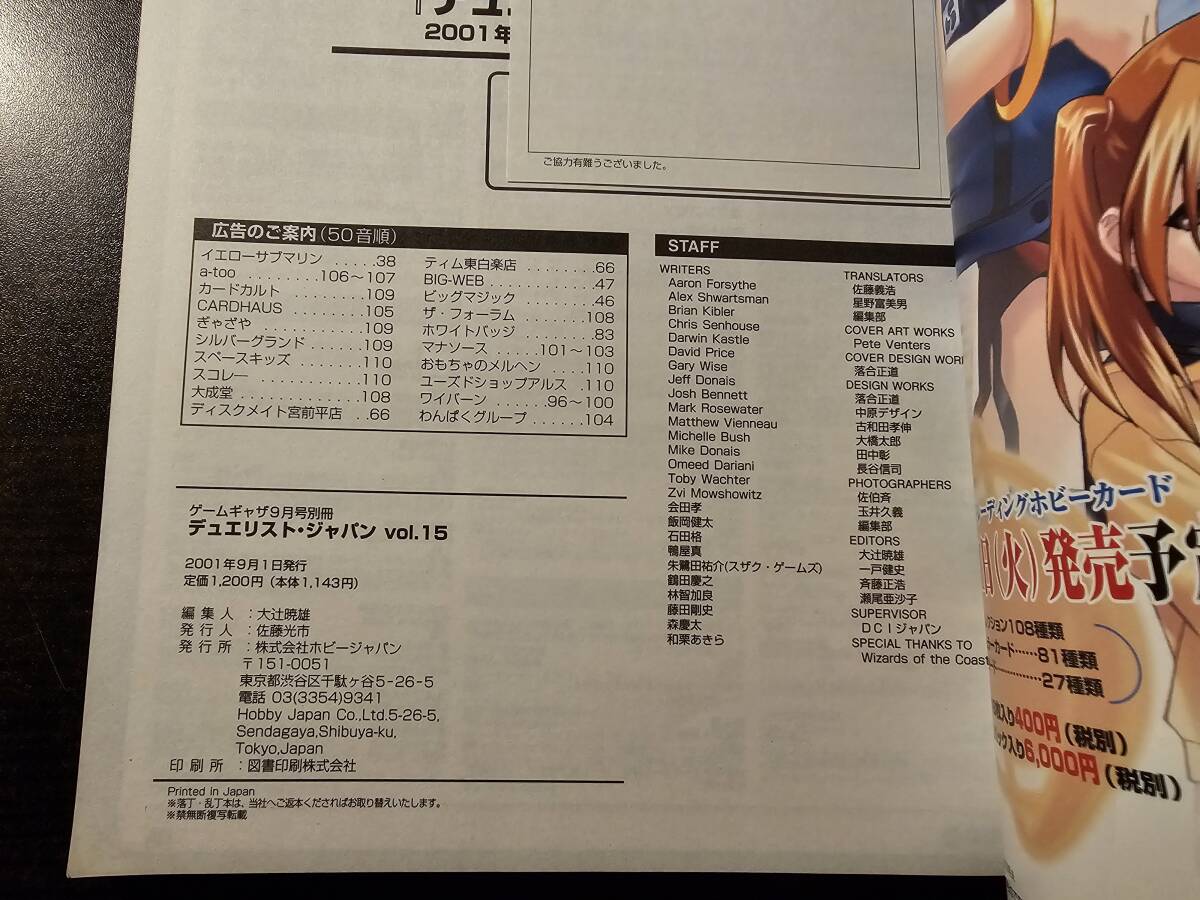 『デュ
2001年
ご協力有難うございました。
広告のご案内(50音順)
イエローサブマリン .....38
a-too ........106〜107
カードカルト ........109
CARDHAUS ........105
ぎゃざや ...........109
シルバーグランド ......109
スペースキッズ .......110
スコレー ...........110
大成堂 ............108
ディスクメイト宮前平店 ..66
ティム東白楽店 ........66
BIG-WEB ...........47
ビッグマジック ........46
ザ・フォーラム .......108
ホワイトバッジ ........83
マナソース .....101〜103
おもちゃのメルヘン ....110
ユーズドショップアルス .110
ワイバーン ......96〜100
わんぱくグループ ......104
STAFF
WRITERS
Aaron Forsythe
Alex Shwartsman
Brian Kibler
Chris Senhouse
Darwin Kastle
David Price
Gary Wise
Jeff Donais
Josh Bennett
Mark Rosewater
Matthew Vienneau
Michelle Bush
Mike Donais
Omeed Dariani
Toby Wachter
Zvi Mowshowitz
会田孝
飯岡健太
石田格
鴨屋真
朱鷺田祐介(スザク・ゲームズ)
鶴田慶之
林智加良
藤田剛史
森慶太
和栗あきら
TRANSLATORS
佐藤義浩
星野富美男
編集部
COVER ART WORKS
Pete Venters
COVER DESIGN WOR
落合正道
DESIGN WORKS
落合正道
中原デザイン
古和田孝伸
大橋太郎
田中彰
長谷信司
PHOTOGRAPHERS
佐伯斉
玉井久義
編集部
EDITORS
大辻暁雄
一戸健史
斉藤正浩
瀬尾亜沙子
SUPERVISOR
DCIジャパン
SPECIAL THANKS TO
Wizards of the Coast
ゲームギャザ9月号別冊
デュエリスト・ジャパン vol.15
2001年9月1日発行
定価1,200円(本体1,143円)
編集人 :大辻暁雄
発行人 :佐藤光市
発行所 :株式会社ホビージャパン
〒151-0051
東京都渋谷区千駄ヶ谷5-26-5
電話 03(3354)9341
Hobby Japan Co.,Ltd.5-26-5,
Sendagaya,Shibuya-ku,
Tokyo,Japan
印刷所 :図書印刷株式会社
Printed in Japan
※落丁・乱丁本は、当社へご返本くださればお取り替えいたします。
※禁無断複写転載
ーディングホビーカード
日(火)発売予定
ション108種類
ーカード……81種類
ード…………27種類
入り400円(税別)
ック入り6,000円(税別)